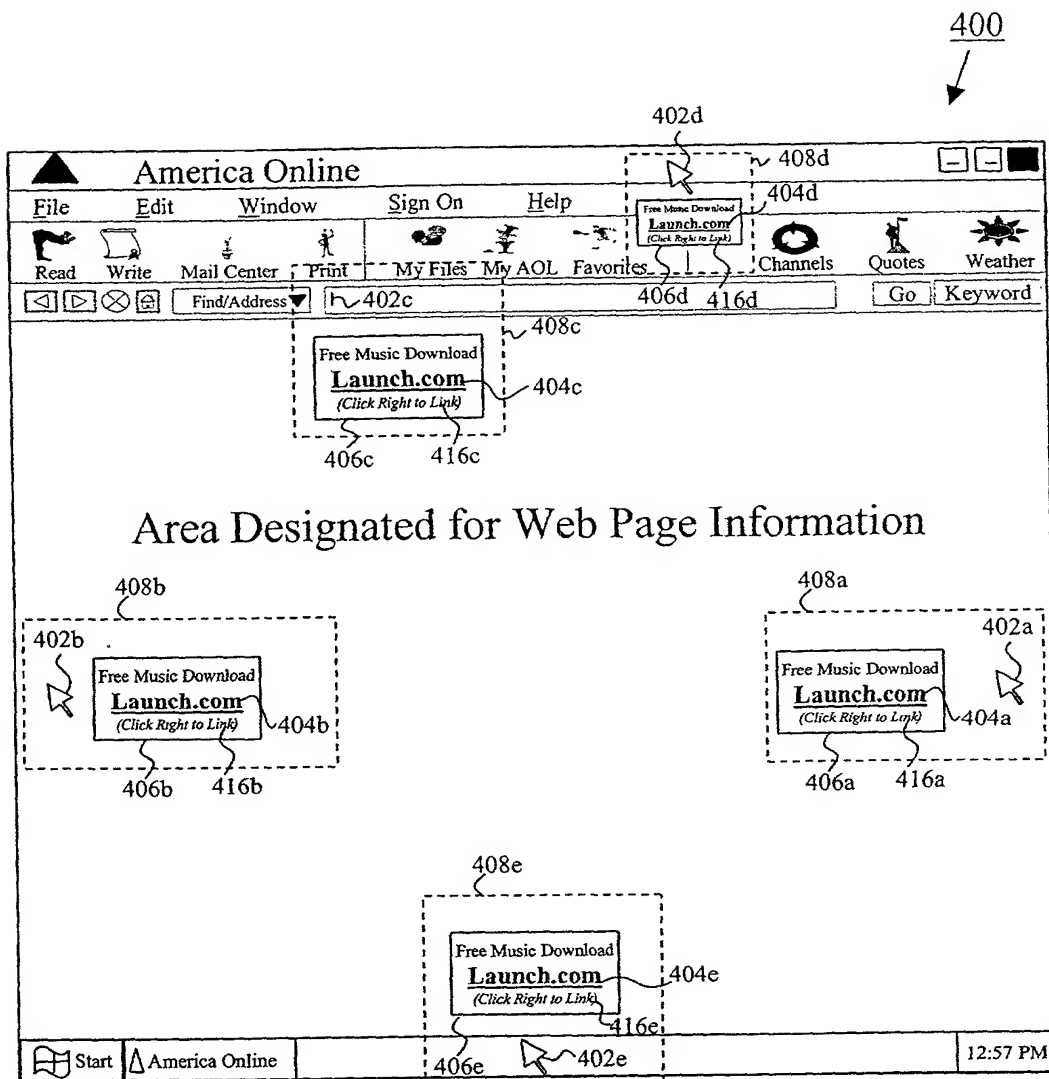 400
402d
America Online
408d
File Edit Window Sign On Help
Free Music Download
Launch.com
(Click Right to Link)
404d
Read Write Mail Center Print My Files My AOL Favorites Channels Quotes Weather
Find/Address 402c 406d 416d Go Keyword
408c
Free Music Download
Launch.com
(Click Right to Link)
404c
406c 416c
Area Designated for Web Page Information
408b 408a
402b 402a
Free Music Download
Launch.com
(Click Right to Link)
404b
406b 416b
Free Music Download
Launch.com
(Click Right to Link)
404a
406a 416a
408e
Free Music Download
Launch.com
(Click Right to Link)
404e
416e
Start America Online 406e 402e 12:57 PM